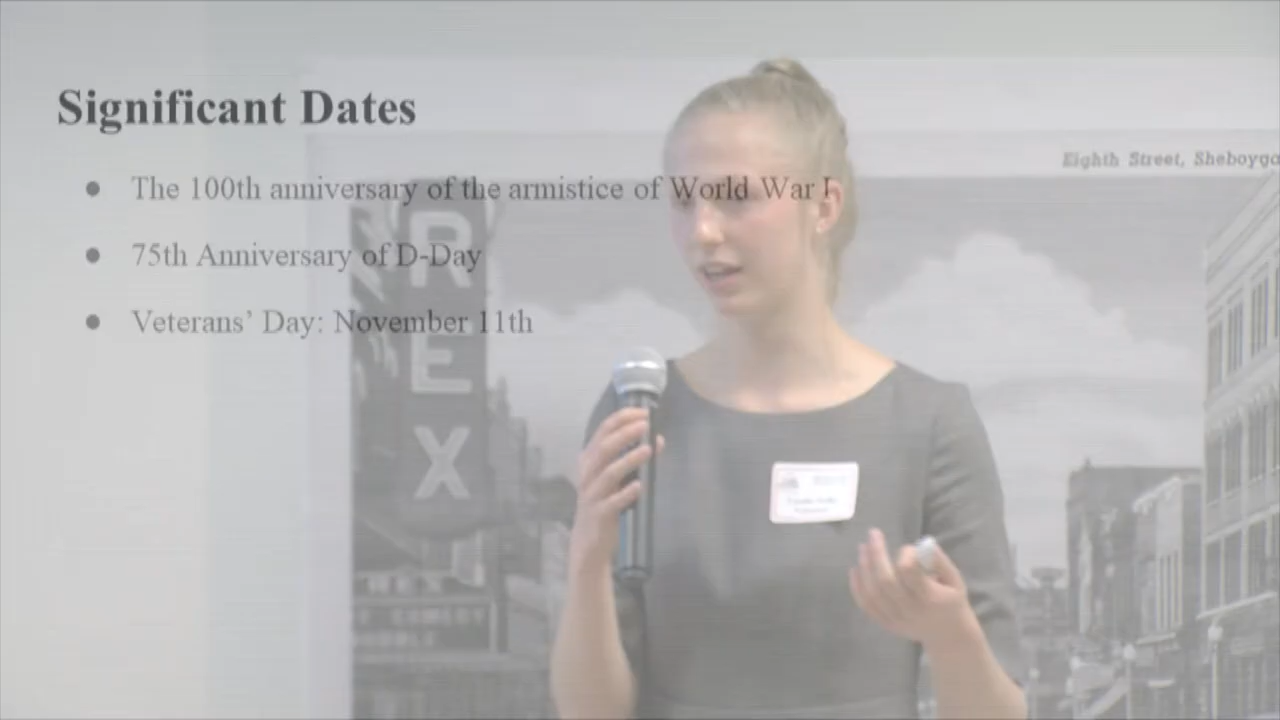 Significant Dates
Eighth Street,
• The 100th anniversary of the armistice of World War I
• 75th Anniversary of D-Day
• Veterans’ Day: November 11th
REX